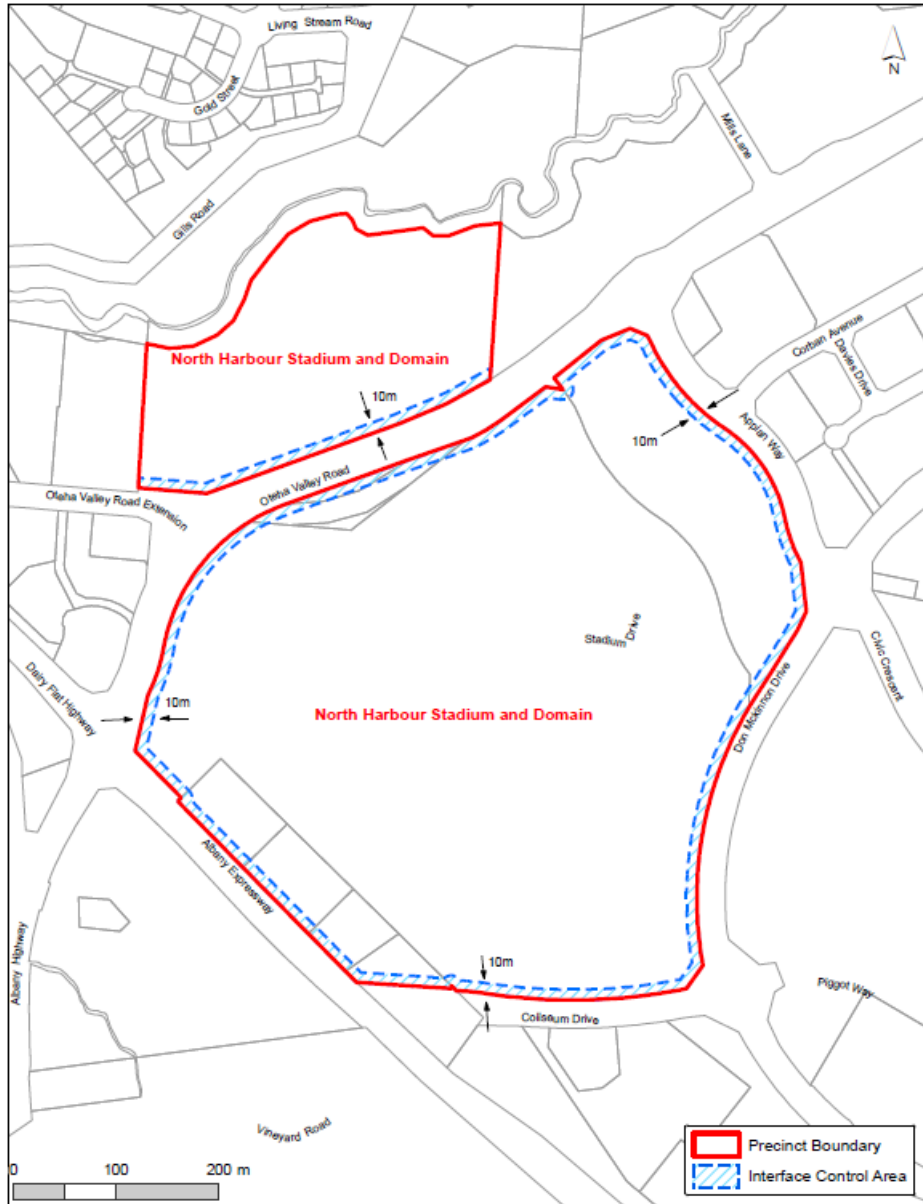 Living Stream Road
N
Gold Street
Mills Lane
Gills Road
North Harbour Stadium and Domain
Corban Avenue
Davies Drive
10m
10m
Appian Way
Oteha Valley Road
Oteha Valley Road Extension
Stadium Drive
Civic Crescent
Dairy Flat Highway
10m
North Harbour Stadium and Domain
Don Mckinnon Drive
Albany Expressway
Albany Highway
10m
Piggot Way
Coliseum Drive
Vineyard Road
Precinct Boundary
Interface Control Area
0 100 200 m